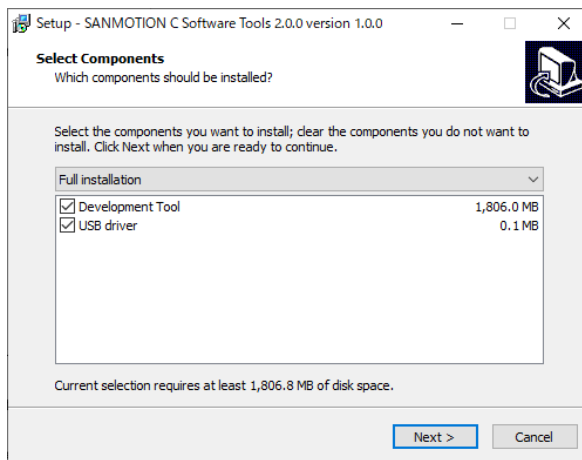 Setup - SANMOTION C Software Tools 2.0.0 version 1.0.0
Select Components
Which components should be installed?
Select the components you want to install; clear the components you do not want to
install. Click Next when you are ready to continue.
Full installation
Development Tool 1,806.0 MB
USB driver 0.1 MB
Current selection requires at least 1,806.8 MB of disk space.
Next > Cancel